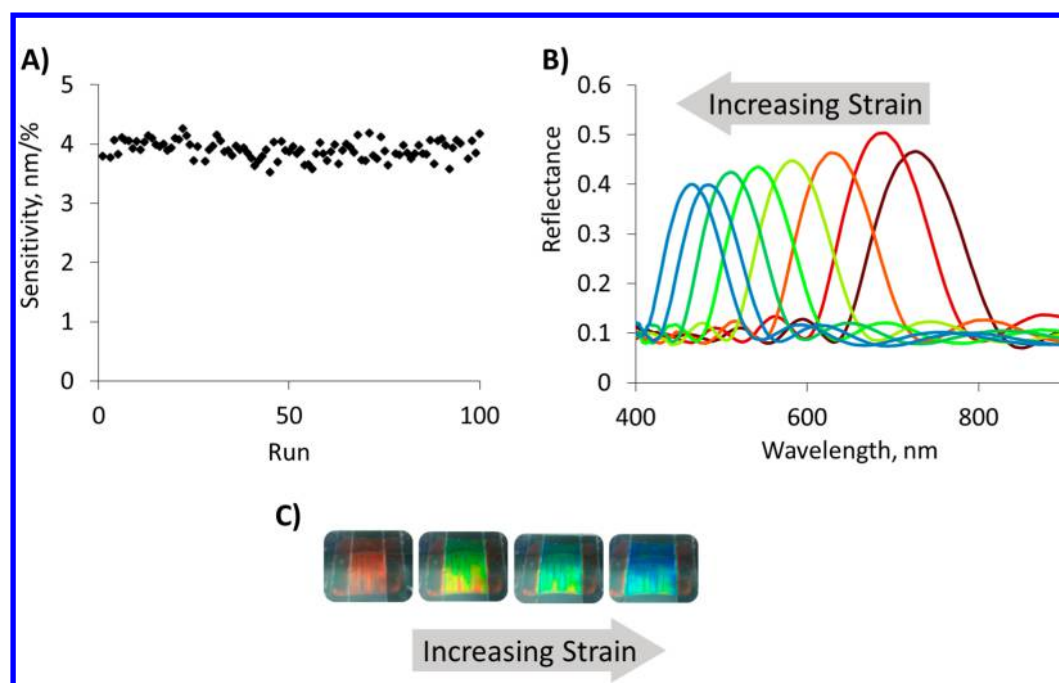 A)
5
4
3
2
1
0
Sensitivity, nm/%
0 50 100
Run
B)
Increasing Strain
0.6
0.5
0.4
0.3
0.2
0.1
0
Reflectance
400 600 800
Wavelength, nm
C)
Increasing Strain